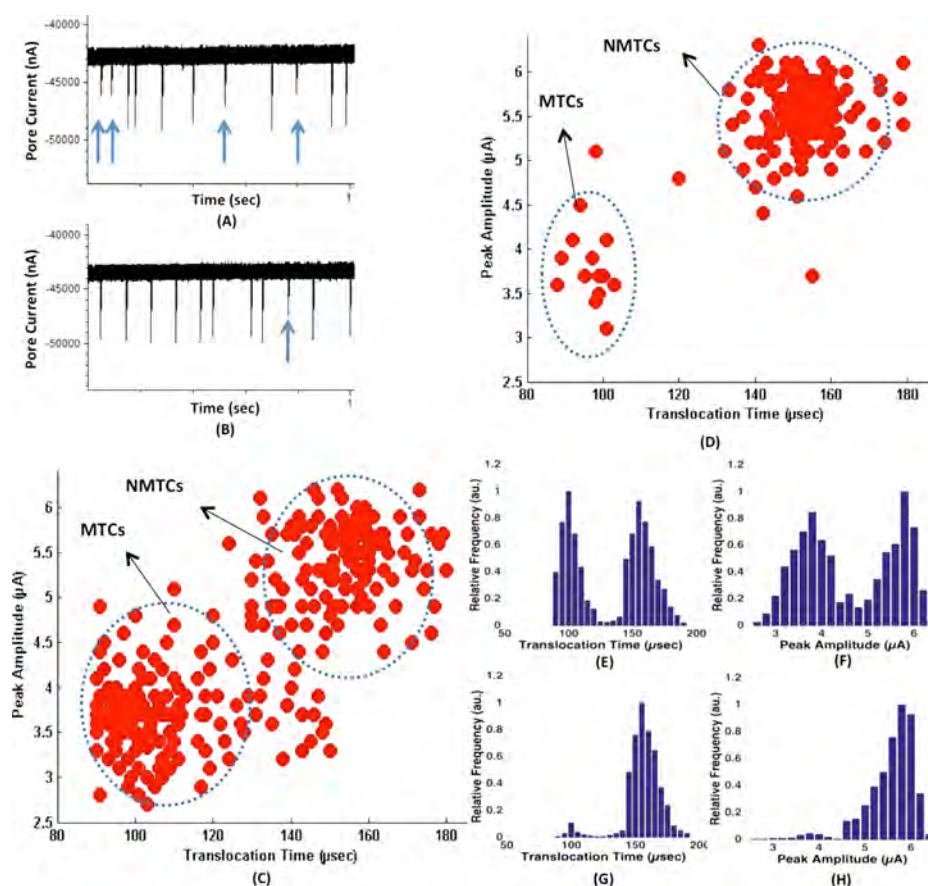 -40000
-45000
-50000
Pore Current (nA)
1
Time (sec)
(A)
-40000
-45000
-50000
Pore Current (nA)
1
Time (sec)
(B)
NMTCs
MTCs
6
5.5
5
4.5
4
3.5
3
2.5
Peak Amplitude (µA)
80 100 120 140 160 180
Translocation Time (µsec)
(D)
NMTCs
MTCs
6
5.5
5
4.5
4
3.5
3
2.5
Peak Amplitude (µA)
80 100 120 140 160 180
Translocation Time (µsec)
(C)
1.2
1
0.8
0.6
0.4
0.2
0
Relative Frequency (au.)
50 100 150 200
Translocation Time (µsec)
(E)
1.2
1
0.8
0.6
0.4
0.2
0
Relative Frequency (au.)
3 4 5 6
Peak Amplitude (µA)
(F)
1.2
1
0.8
0.6
0.4
0.2
0
Relative Frequency (au.)
50 100 150 200
Translocation Time (µsec)
(G)
1.2
1
0.8
0.6
0.4
0.2
0
Relative Frequency (au.)
3 4 5 6
Peak Amplitude (µA)
(H)